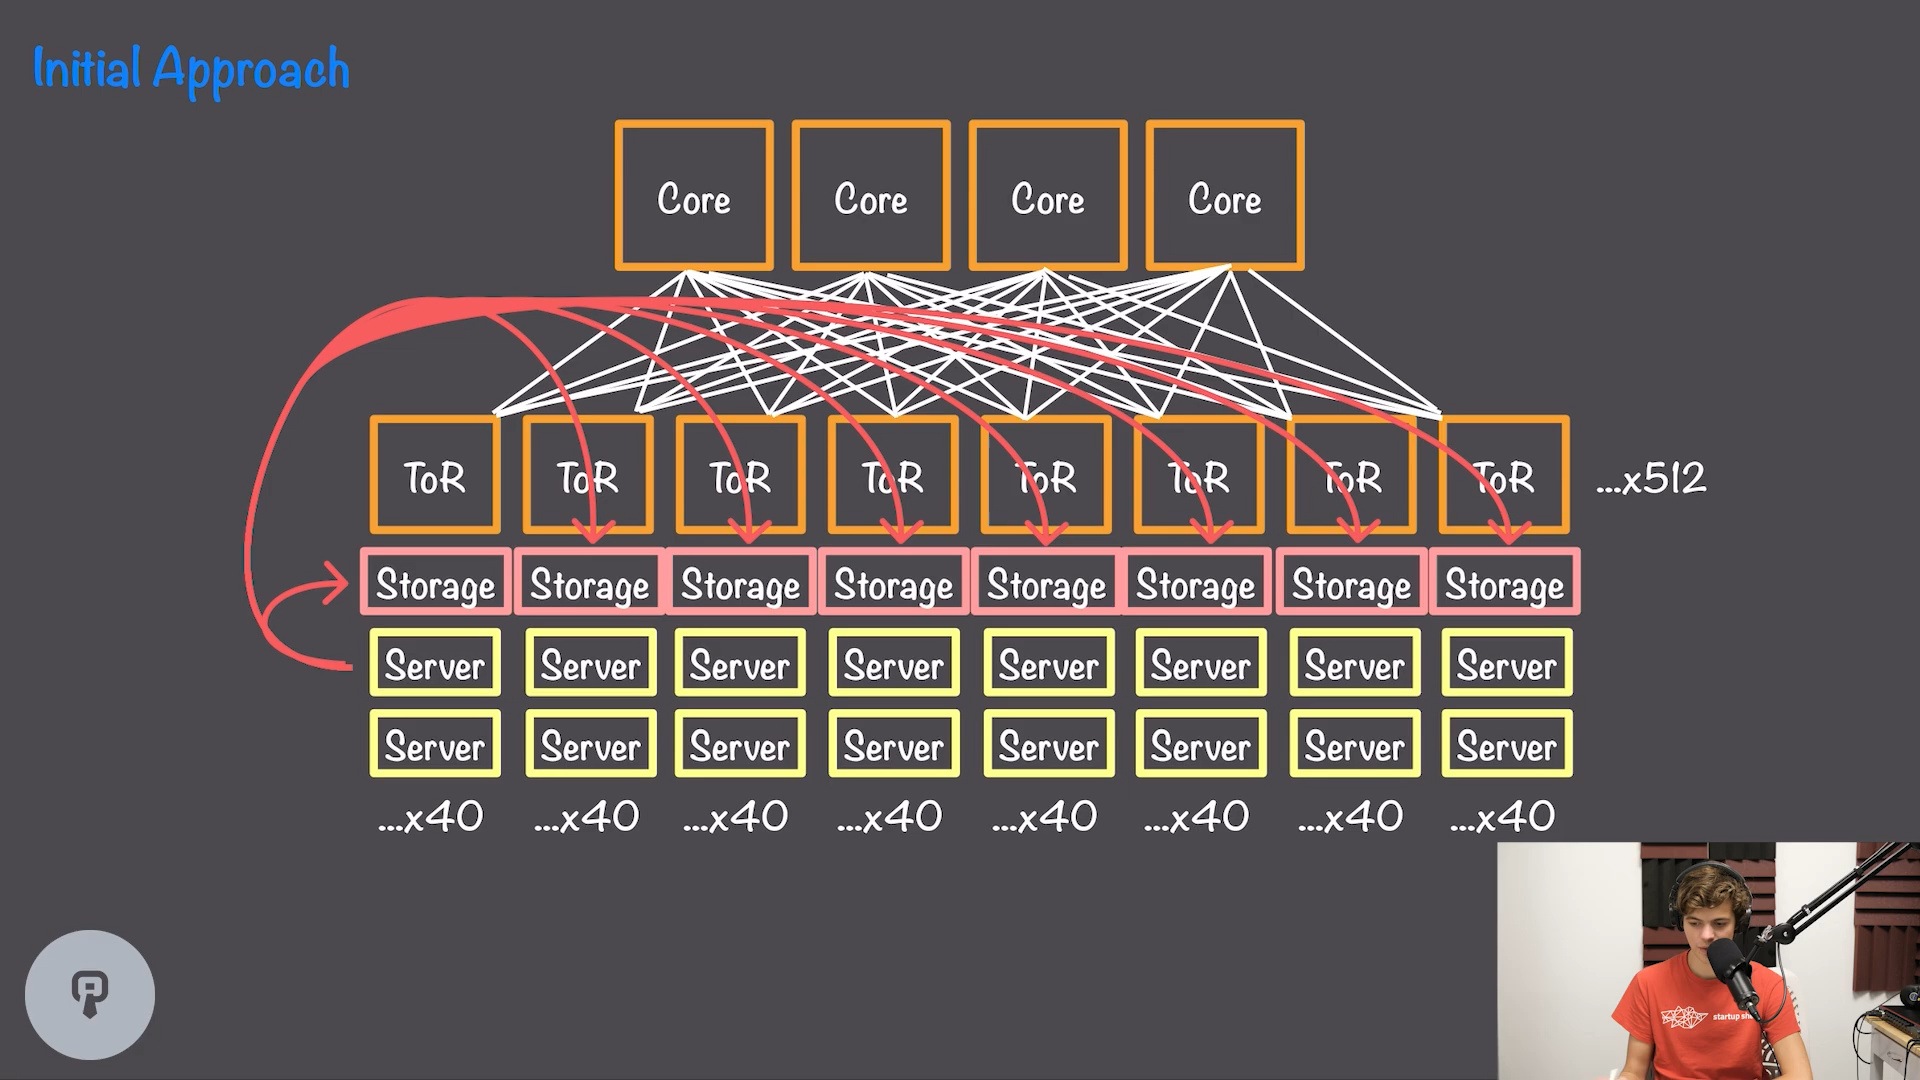 Initial Approach
Core Core Core Core
ToR ToR ToR ToR ToR ToR ToR ToR ...x512
Storage Storage Storage Storage Storage Storage Storage Storage
Server Server Server Server Server Server Server Server
Server Server Server Server Server Server Server Server
...x40 ...x40 ...x40 ...x40 ...x40 ...x40 ...x40 ...x40
startup